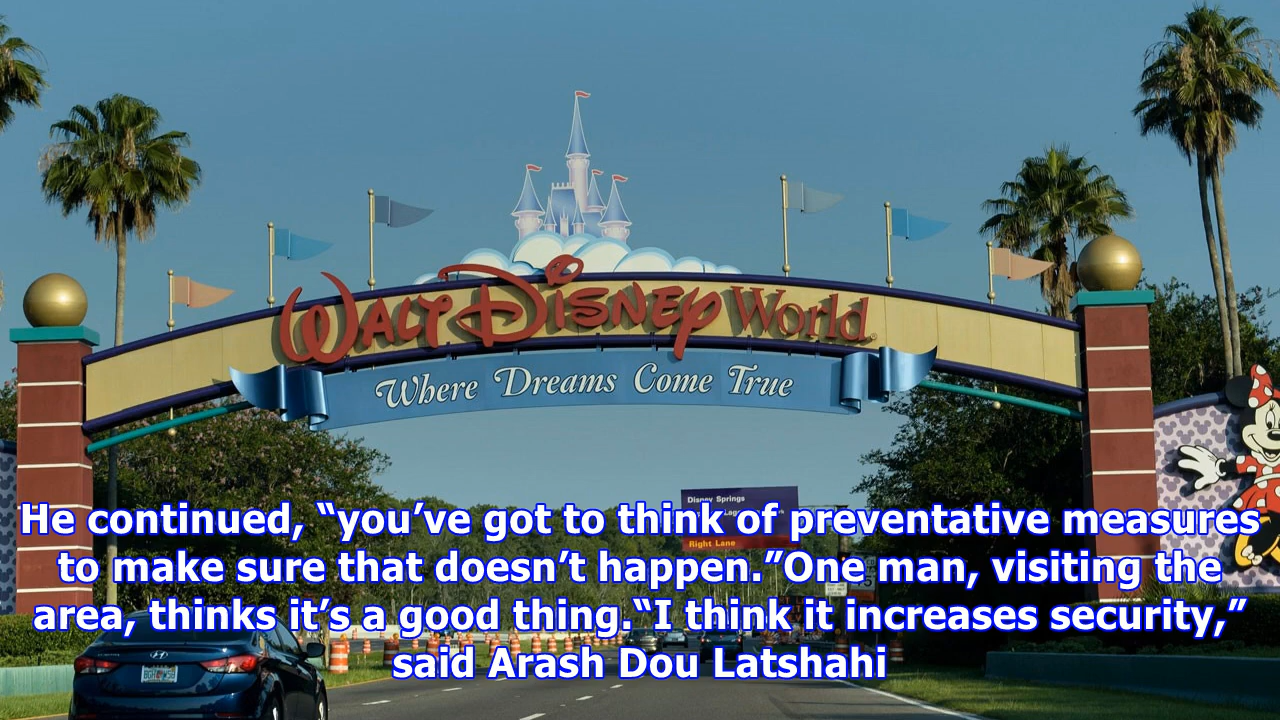 Walt Disney World
Where Dreams Come True
Disney Springs
Right Lane
He continued, “you’ve got to think of preventative measures
to make sure that doesn’t happen.”One man, visiting the
area, thinks it’s a good thing.“I think it increases security,”
said Arash Dou Latshahi